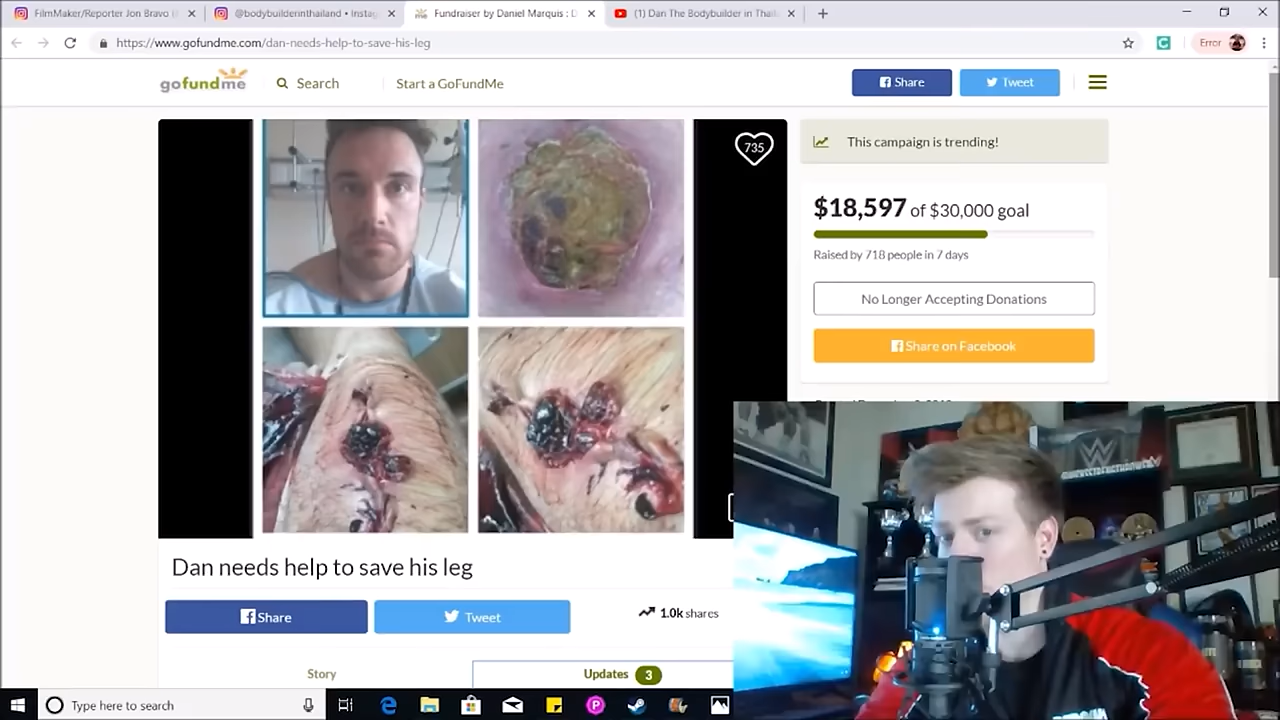 FilmMaker/Reporter Jon Bravo
@bodybuilderinthailand • Instag
Fundraiser by Daniel Marquis : D
(1) Dan The Bodybuilder in Thail
https://www.gofundme.com/dan-needs-help-to-save-his-leg
Error
gofundme
Search
Start a GoFundMe
Share
Tweet
735
This campaign is trending!
$18,597 of $30,000 goal
Raised by 718 people in 7 days
No Longer Accepting Donations
Share on Facebook
Dan needs help to save his leg
Share
Tweet
1.0k shares
Story
Updates 3
Type here to search